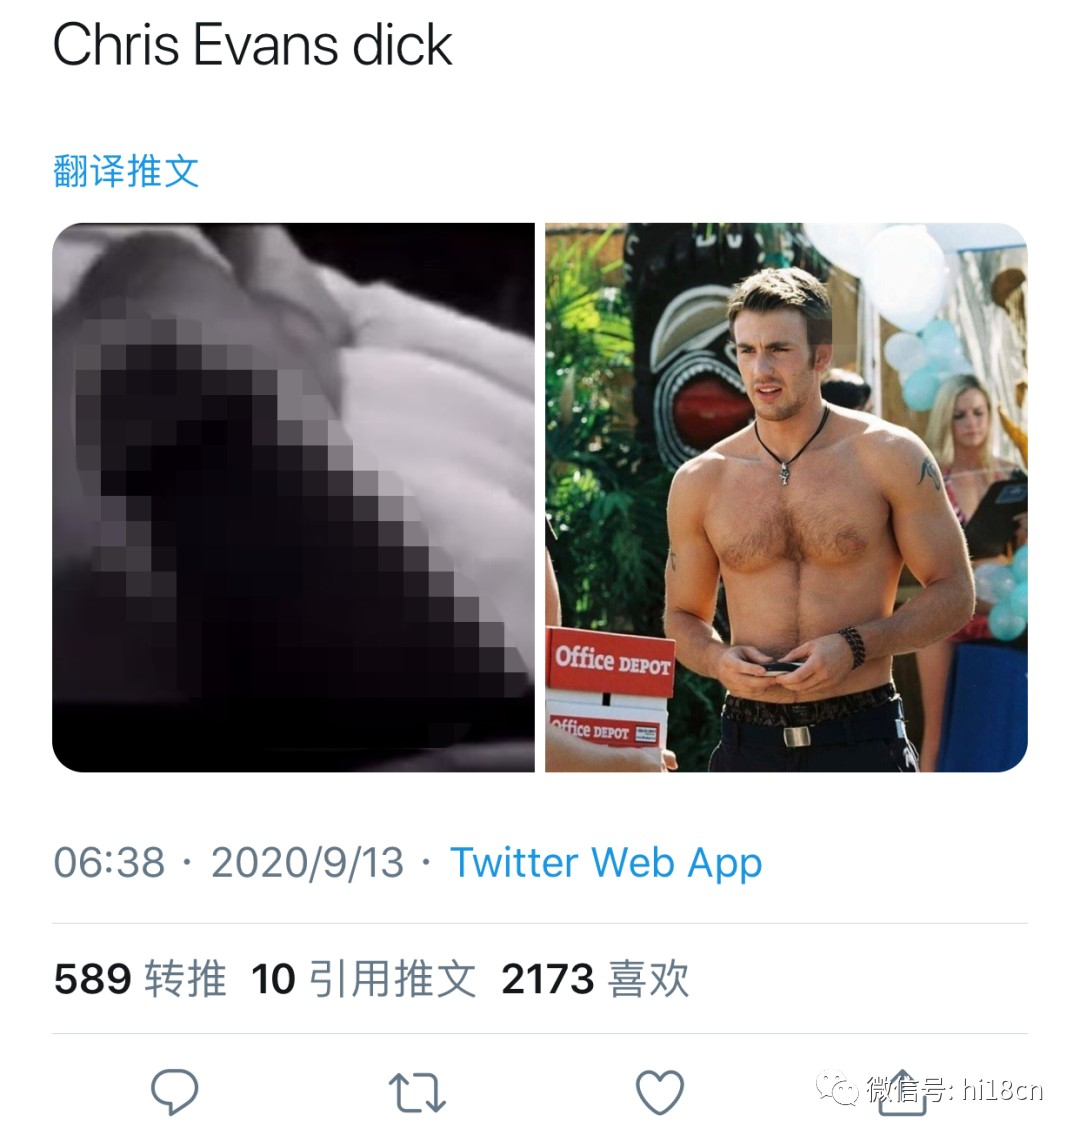 Chris Evans dick
翻译推文
Office DEPOT
Office DEPOT
06:38 · 2020/9/13 · Twitter Web App
589 转推 10 引用推文 2173 喜欢
微信号: hi18cn